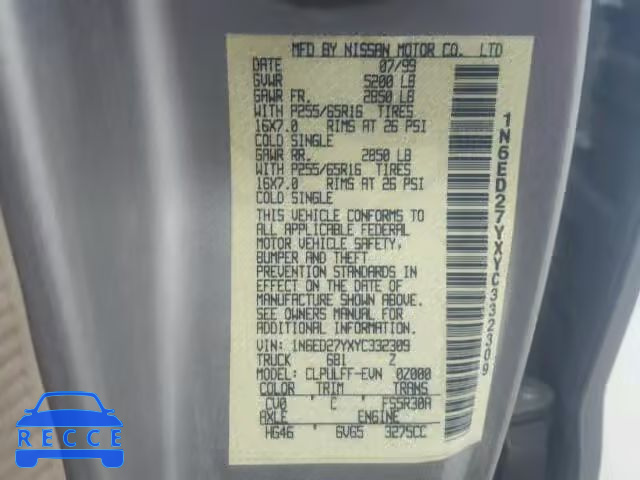 MFD BY NISSAN MOTOR CO. LTD
DATE 07/99
GVWR 5200 LB
GAWR FR. 2850 LB
WITH P255/65R16 TIRES
16X7.0 RIMS AT 26 PSI
COLD SINGLE
GAWR RR. 2850 LB
WITH P255/65R16 TIRES
16X7.0 RIMS AT 26 PSI
COLD SINGLE
THIS VEHICLE CONFORMS TO
ALL APPLICABLE FEDERAL
MOTOR VEHICLE SAFETY,
BUMPER AND THEFT
PREVENTION STANDARDS IN
EFFECT ON THE DATE OF
MANUFACTURE SHOWN ABOVE.
SEE OWNERS MANUAL FOR
ADDITIONAL INFORMATION
VIN: 1N6ED27YXYC332309
TRUCK 6BI Z
MODEL: CLPULFF-EVN 0Z000
COLOR TRIM TRANS
CV0 C FS5R30A
AXLE ENGINE
HG46 6V65 3275CC
1N6ED27YXYC332309
EPICVIN